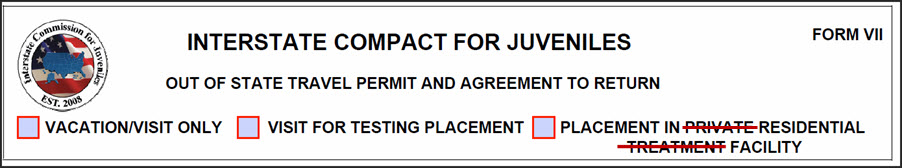 Interstate Commission for Juveniles
EST. 2008
INTERSTATE COMPACT FOR JUVENILES
FORM VII
OUT OF STATE TRAVEL PERMIT AND AGREEMENT TO RETURN
VACATION/VISIT ONLY VISIT FOR TESTING PLACEMENT PLACEMENT IN PRIVATE RESIDENTIAL
TREATMENT FACILITY